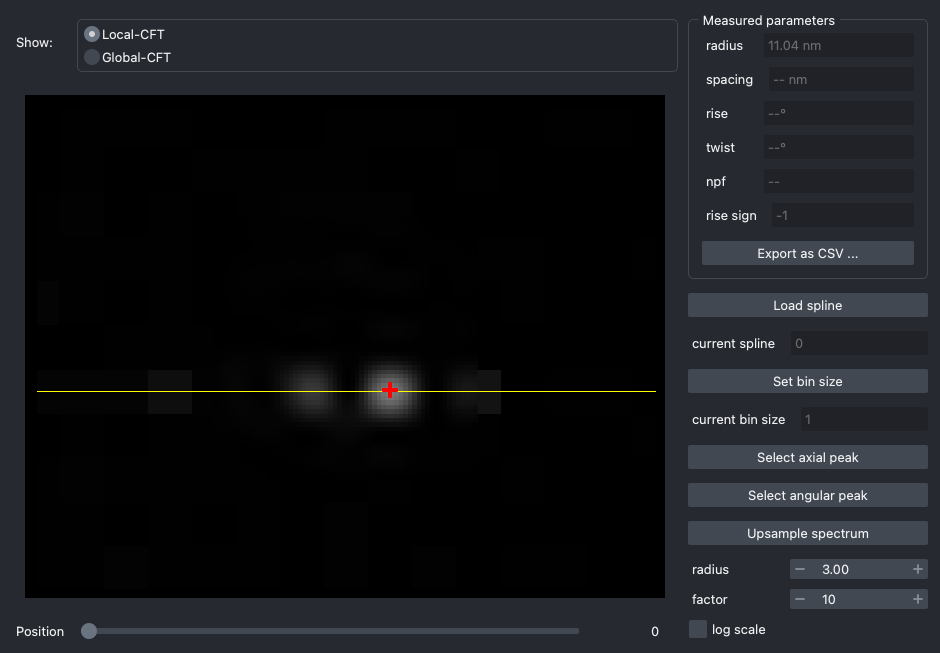 Show:
Local-CFT
Global-CFT
Measured parameters
radius 11.04 nm
spacing -- nm
rise --°
twist --°
npf --
rise sign -1
Export as CSV ...
Load spline
current spline 0
Set bin size
current bin size 1
Select axial peak
Select angular peak
Upsample spectrum
radius − 3.00 +
factor − 10 +
Position 0
log scale